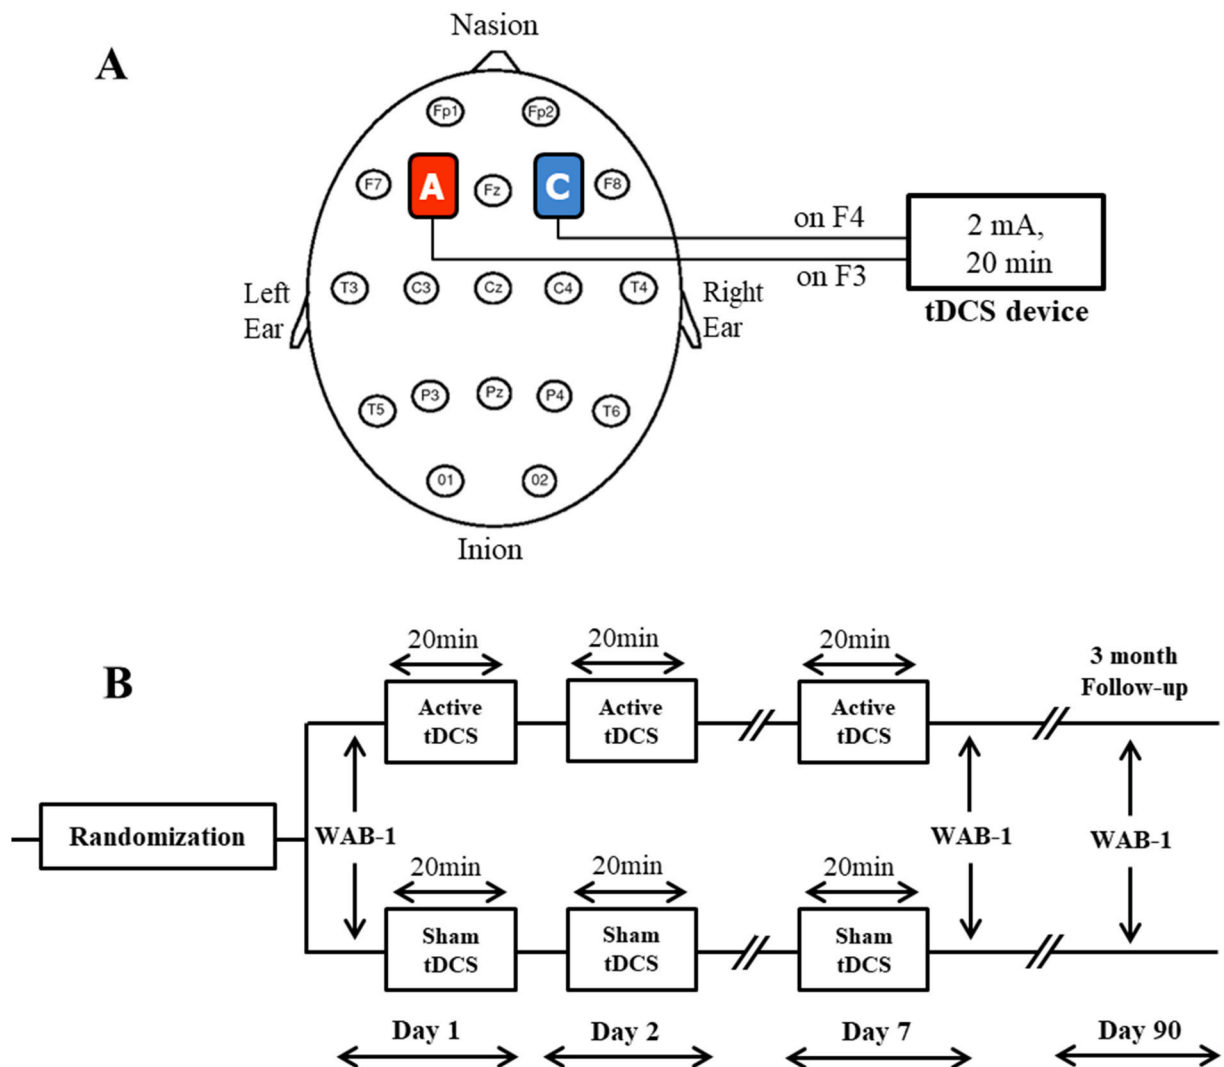 A
Nasion
Fp1
Fp2
F7
A
Fz
C
F8
on F4
2 mA,
20 min
on F3
tDCS device
Left
Ear
T3
C3
Cz
C4
T4
Right
Ear
T5
P3
Pz
P4
T6
01
02
Inion
B
20min
20min
20min
3 month
Follow-up
Active
tDCS
Active
tDCS
Active
tDCS
Randomization
WAB-1
WAB-1
WAB-1
20min
20min
20min
Sham
tDCS
Sham
tDCS
Sham
tDCS
Day 1
Day 2
Day 7
Day 90